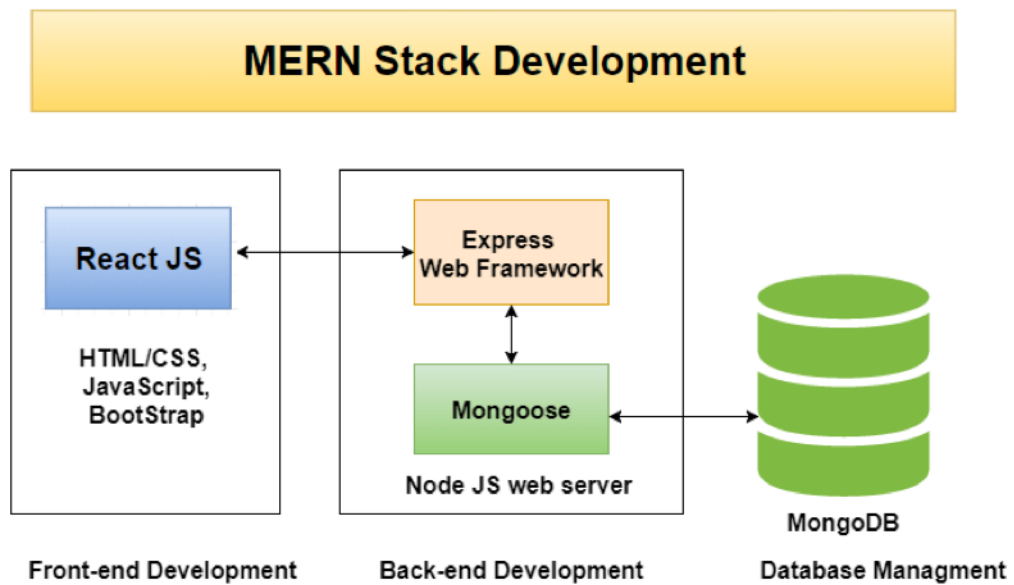 MERN Stack Development
React JS
HTML/CSS,
JavaScript,
BootStrap
Express
Web Framework
Mongoose
Node JS web server
MongoDB
Front-end Development
Back-end Development
Database Managment